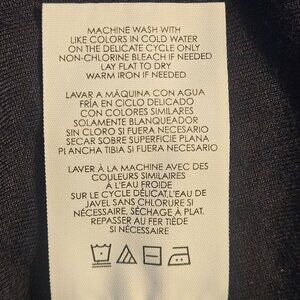 MACHINE WASH WITH
LIKE COLORS IN COLD WATER
ON THE DELICATE CYCLE ONLY
NON-CHLORINE BLEACH IF NEEDED
LAY FLAT TO DRY
WARM IRON IF NEEDED
LAVAR A MÁQUINA CON AGUA
FRÍA EN CICLO DELICADO
CON COLORES SIMILARES
SOLAMENTE BLANQUEADOR
SIN CLORO SI FUERA NECESARIO
SECAR SOBRE SUPERFICIE PLANA
PLANCHA TIBIA SI FUERA NECESARIO
LAVER À LA MACHINE AVEC DES
COULEURS SIMILAIRES
À L'EAU FROIDE
SUR LE CYCLE DÉLICAT,L'EAU DE
JAVEL SANS CHLORURE SI
NÉCESSAIRE, SÉCHAGE À PLAT.
REPASSER AU FER TIÈDE
SI NÉCESSAIRE